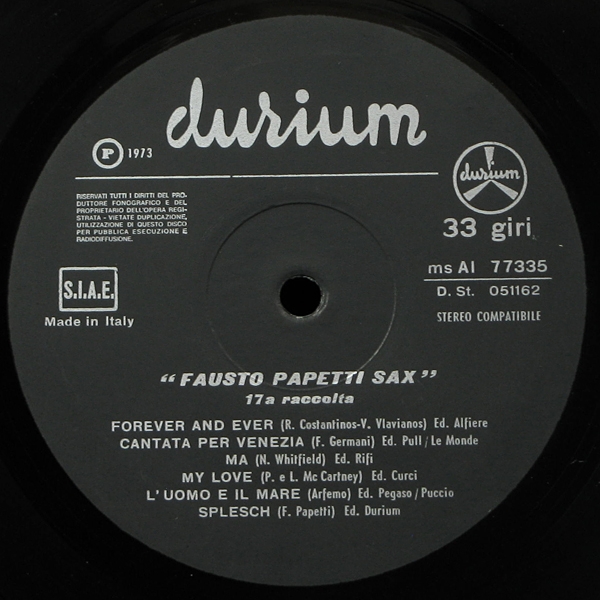 durium
P 1973
durium
RISERVATI TUTTI I DIRITTI DEL PRO-
DUTTORE FONOGRAFICO E DEL
PROPRIETARIO DELL'OPERA REGI-
STRATA - VIETATE DUPLICAZIONE,
UTILIZZAZIONE DI QUESTO DISCO
PER PUBBLICA ESECUZIONE E
RADIODIFFUSIONE.
33 giri
ms AI 77335
D. St. 051162
STEREO COMPATIBILE
S.I.A.E.
Made in Italy
"FAUSTO PAPETTI SAX"
17a raccolta
FOREVER AND EVER (R. Costantinos-V. Vlavianos) Ed. Alfiere
CANTATA PER VENEZIA (F. Germani) Ed. Pull/Le Monde
MA (N. Whitfield) Ed. Rifi
MY LOVE (P. e L. Mc Cartney) Ed. Curci
L'UOMO E IL MARE (Arfemo) Ed. Pegaso/Puccio
SPLESCH (F. Papetti) Ed. Durium